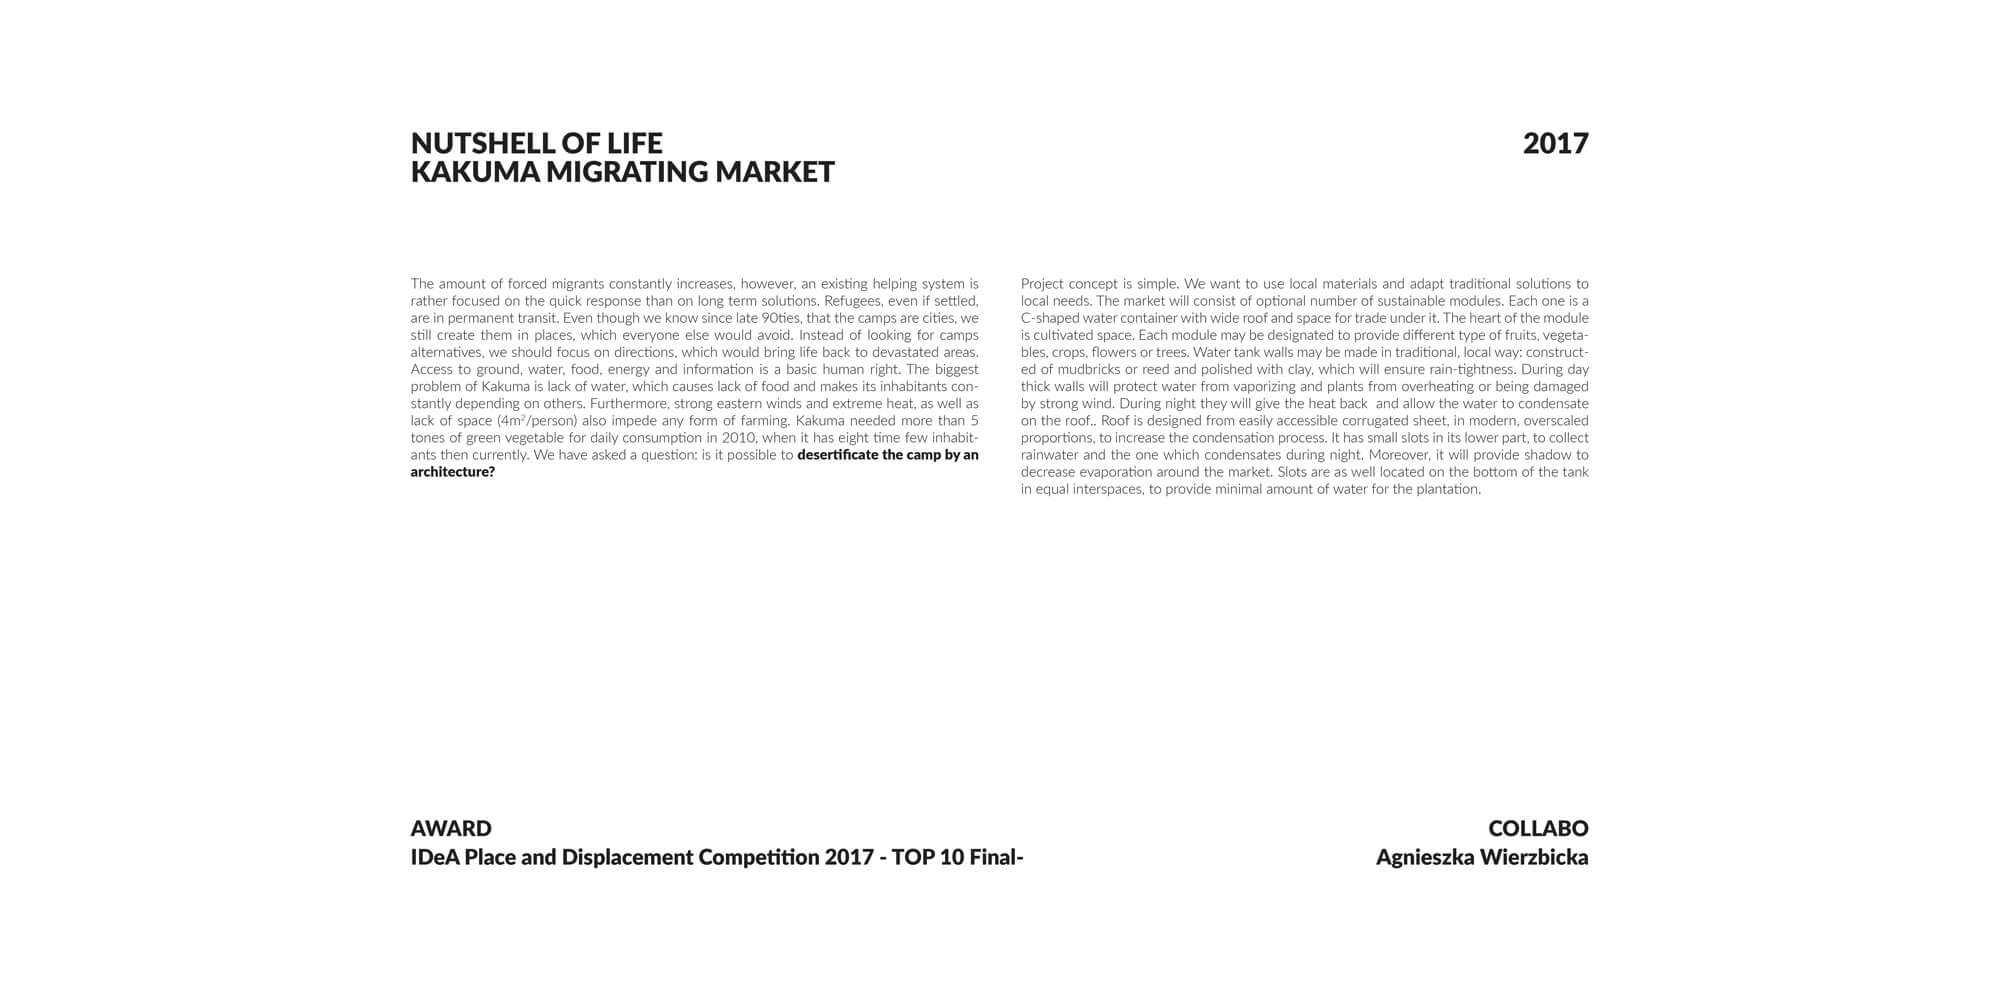 NUTSHELL OF LIFE
KAKUMA MIGRATING MARKET
2017
The amount of forced migrants constantly increases, however, an existing helping system is
rather focused on the quick response than on long term solutions. Refugees, even if settled,
are in permanent transit. Even though we know since late 90ties, that the camps are cities, we
still create them in places, which everyone else would avoid. Instead of looking for camps
alternatives, we should focus on directions, which would bring life back to devastated areas.
Access to ground, water, food, energy and information is a basic human right. The biggest
problem of Kakuma is lack of water, which causes lack of food and makes its inhabitants con-
stantly depending on others. Furthermore, strong eastern winds and extreme heat, as well as
lack of space (4m²/person) also impede any form of farming. Kakuma needed more than 5
tones of green vegetable for daily consumption in 2010, when it has eight time few inhabit-
ants then currently. We have asked a question: is it possible to desertificate the camp by an
architecture?
Project concept is simple. We want to use local materials and adapt traditional solutions to
local needs. The market will consist of optional number of sustainable modules. Each one is a
C-shaped water container with wide roof and space for trade under it. The heart of the module
is cultivated space. Each module may be designated to provide different type of fruits, vegeta-
bles, crops, flowers or trees. Water tank walls may be made in traditional, local way: construct-
ed of mudbricks or reed and polished with clay, which will ensure rain-tightness. During day
thick walls will protect water from vaporizing and plants from overheating or being damaged
by strong wind. During night they will give the heat back  and allow the water to condensate
on the roof.. Roof is designed from easily accessible corrugated sheet, in modern, overscaled
proportions, to increase the condensation process. It has small slots in its lower part, to collect
rainwater and the one which condensates during night. Moreover, it will provide shadow to
decrease evaporation around the market. Slots are as well located on the bottom of the tank
in equal interspaces, to provide minimal amount of water for the plantation.
AWARD
IDeA Place and Displacement Competition 2017 - TOP 10 Final-
COLLABO
Agnieszka Wierzbicka